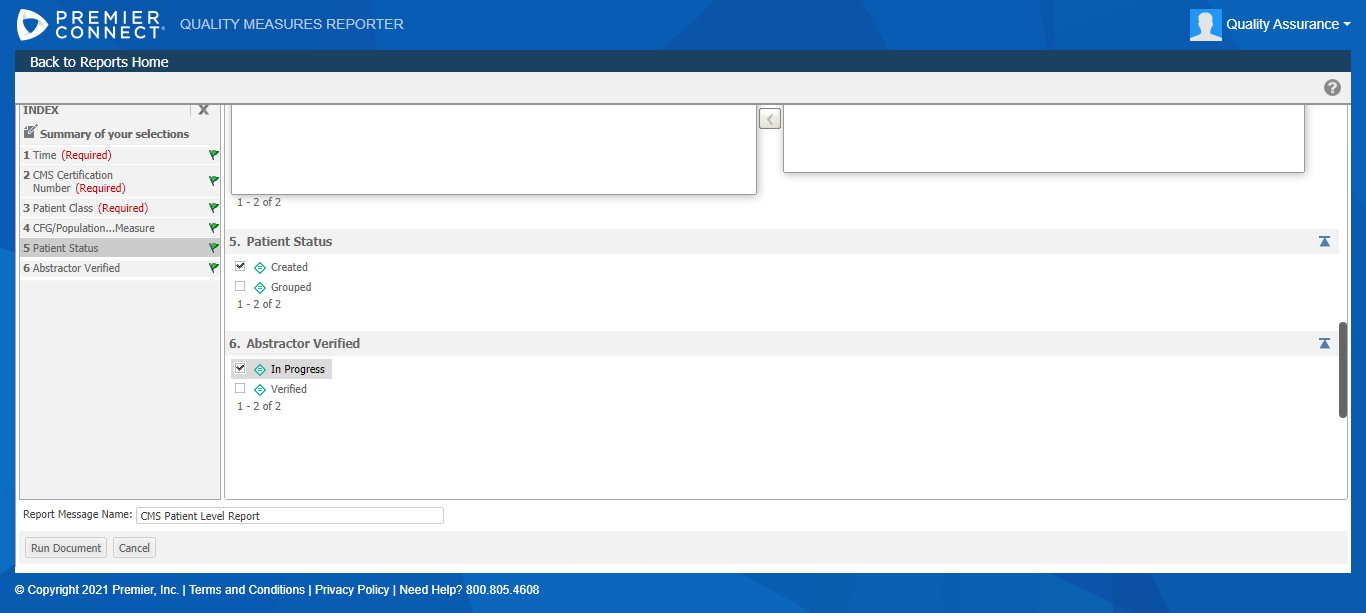 PREMIER
CONNECT
QUALITY MEASURES REPORTER
Quality Assurance
Back to Reports Home
?
INDEX
X
Summary of your selections
1 Time (Required)
2 CMS Certification
Number (Required)
3 Patient Class (Required)
4 CFG/Population...Measure
5 Patient Status
6 Abstractor Verified
1 - 2 of 2
5. Patient Status
Created
Grouped
1 - 2 of 2
6. Abstractor Verified
In Progress
Verified
1 - 2 of 2
Report Message Name: CMS Patient Level Report
Run Document Cancel
© Copyright 2021 Premier, Inc. | Terms and Conditions | Privacy Policy | Need Help? 800.805.4608